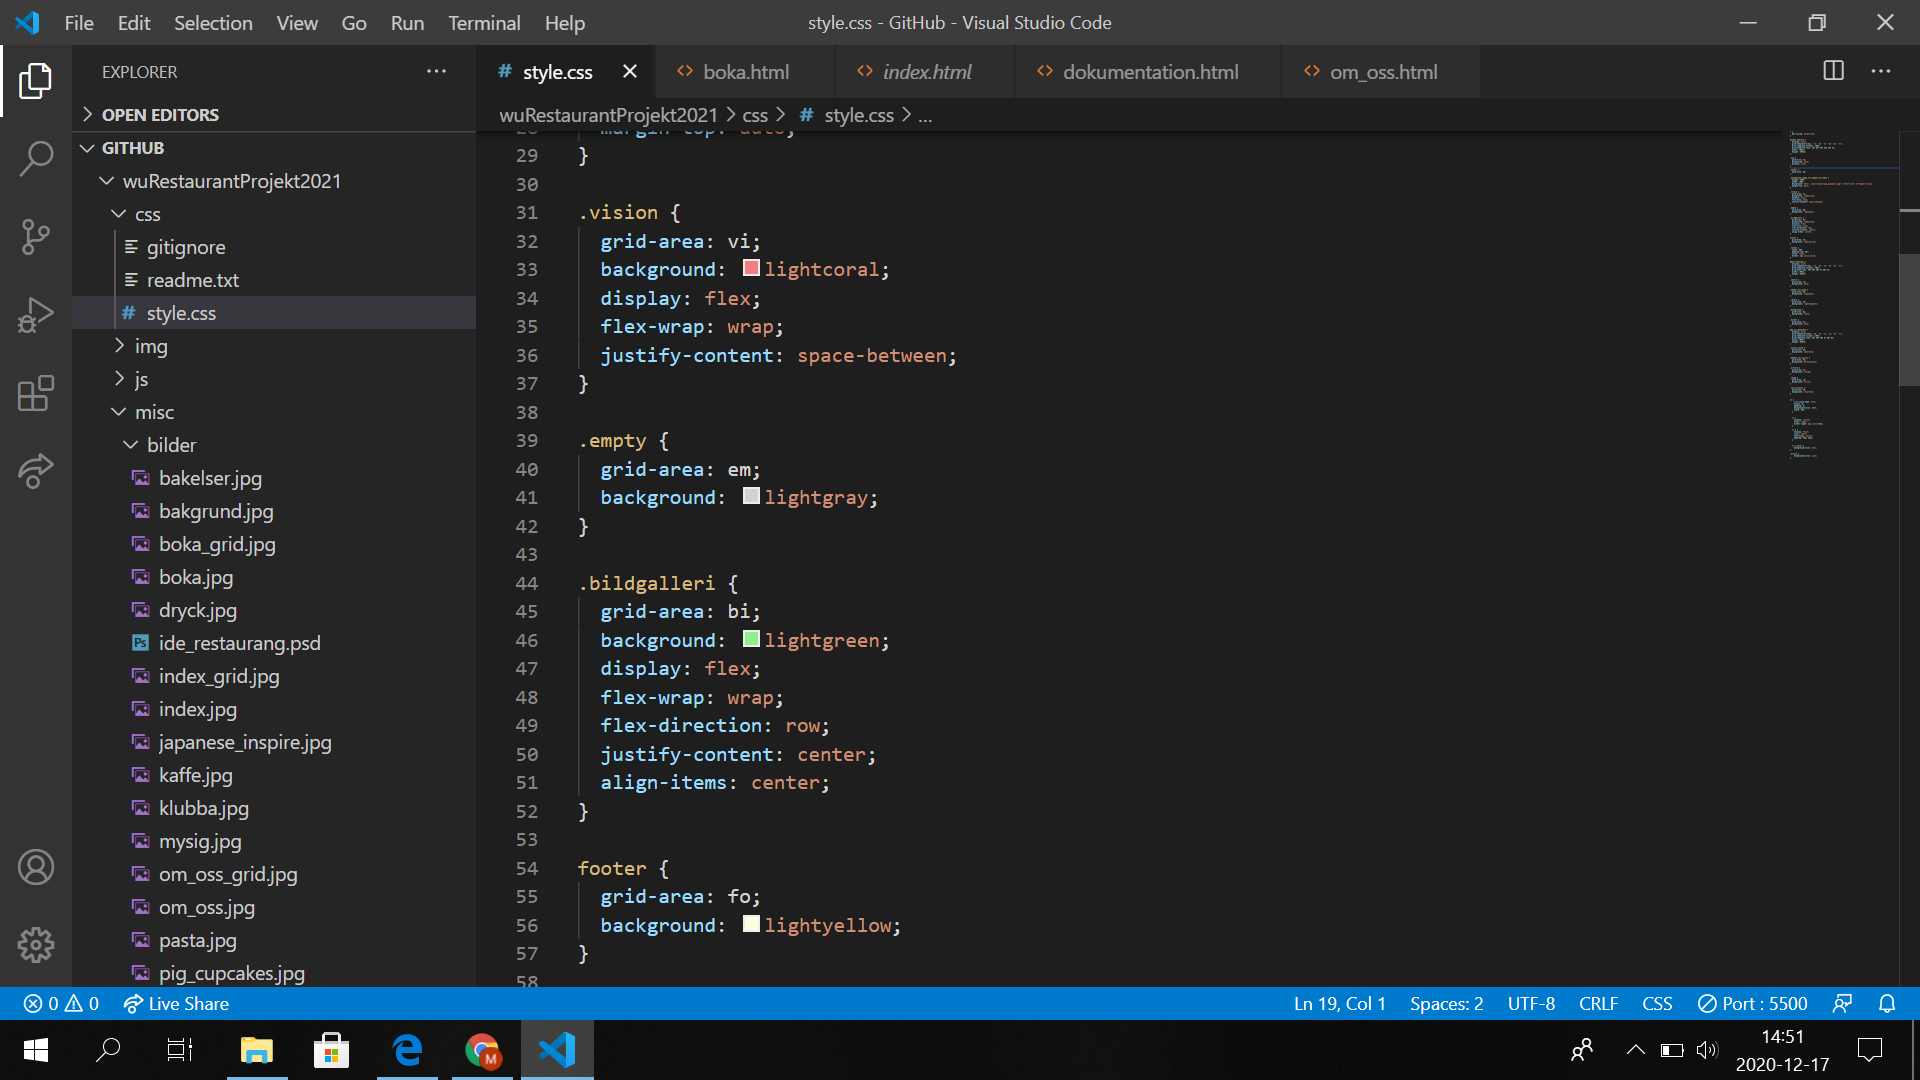 File Edit Selection View Go Run Terminal Help
style.css - GitHub - Visual Studio Code
EXPLORER
OPEN EDITORS
GITHUB
wuRestaurantProjekt2021
css
gitignore
readme.txt
style.css
img
js
misc
bilder
bakelser.jpg
bakgrund.jpg
boka_grid.jpg
boka.jpg
dryck.jpg
Ps ide_restaurang.psd
index_grid.jpg
index.jpg
japanese_inspire.jpg
kaffe.jpg
klubba.jpg
mysig.jpg
om_oss_grid.jpg
om_oss.jpg
pasta.jpg
pig_cupcakes.jpg
# style.css boka.html index.html dokumentation.html om_oss.html
wuRestaurantProjekt2021 > css > # style.css > ...
28 margin-top: auto;
29 }
30
31 .vision {
32 grid-area: vi;
33 background: lightcoral;
34 display: flex;
35 flex-wrap: wrap;
36 justify-content: space-between;
37 }
38
39 .empty {
40 grid-area: em;
41 background: lightgray;
42 }
43
44 .bildgalleri {
45 grid-area: bi;
46 background: lightgreen;
47 display: flex;
48 flex-wrap: wrap;
49 flex-direction: row;
50 justify-content: center;
51 align-items: center;
52 }
53
54 footer {
55 grid-area: fo;
56 background: lightyellow;
57 }
58
0 0 Live Share
Ln 19, Col 1 Spaces: 2 UTF-8 CRLF CSS Port : 5500
M
14:51
2020-12-17